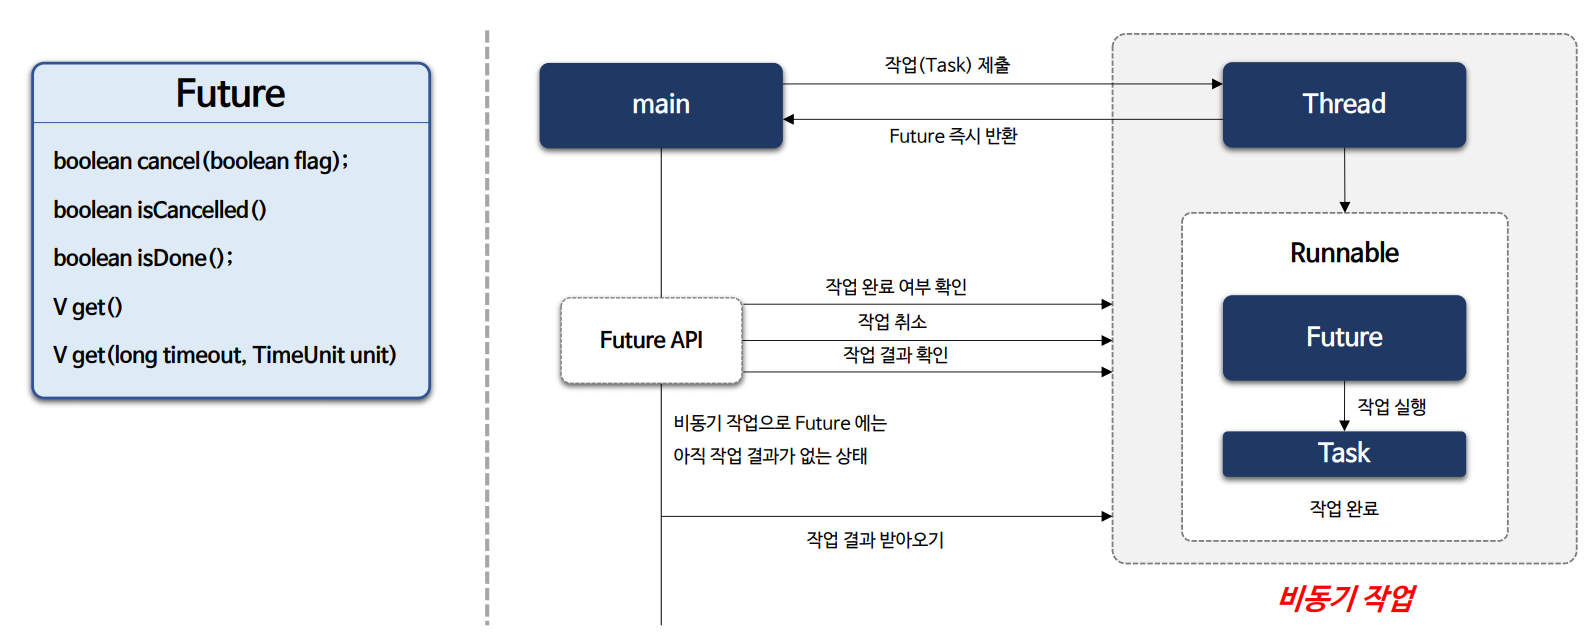 Future
boolean cancel(boolean flag);
boolean isCancelled()
boolean isDone();
V get()
V get(long timeout, TimeUnit unit)
main
작업(Task) 제출
Future 즉시 반환
Thread
Runnable
Future
작업 실행
Task
작업 완료
Future API
작업 완료 여부 확인
작업 취소
작업 결과 확인
비동기 작업으로 Future 에는
아직 작업 결과가 없는 상태
작업 결과 받아오기
비동기 작업